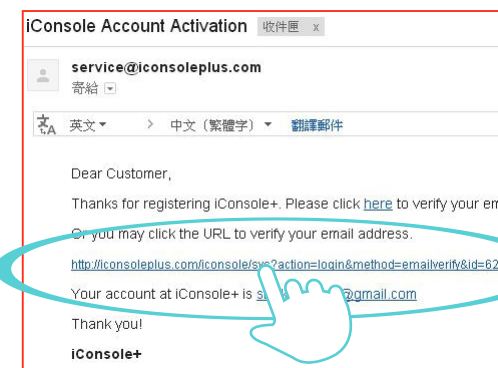 iConsole Account Activation 收件匣 x
service@iconsoleplus.com
寄給
英文 > 中文（繁體字） 翻譯郵件
Dear Customer,
Thanks for registering iConsole+. Please click here to verify your em
Or you may click the URL to verify your email address.
http://iconsoleplus.com/iconsole/sys?action=login&method=emailverify&id=62
Your account at iConsole+ is @gmail.com
Thank you!
iConsole+